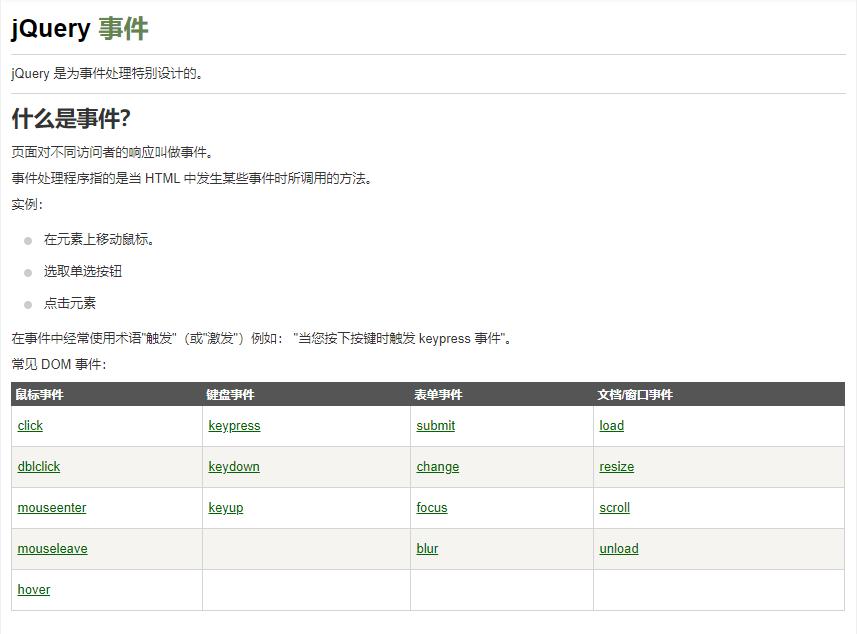 jQuery 事件
jQuery 是为事件处理特别设计的。
什么是事件?
页面对不同访问者的响应叫做事件。
事件处理程序指的是当 HTML 中发生某些事件时所调用的方法。
实例：
在元素上移动鼠标。
选取单选按钮
点击元素
在事件中经常使用术语"触发"（或"激发"）例如： "当您按下按键时触发 keypress 事件"。
常见 DOM 事件：
鼠标事件 键盘事件 表单事件 文档/窗口事件
click keypress submit load
dblclick keydown change resize
mouseenter keyup focus scroll
mouseleave blur unload
hover